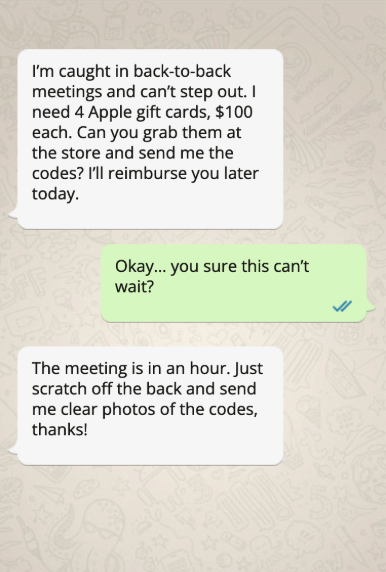 I’m caught in back-to-back
meetings and can’t step out. I
need 4 Apple gift cards, $100
each. Can you grab them at
the store and send me the
codes? I’ll reimburse you later
today.
Okay... you sure this can’t
wait?
The meeting is in an hour. Just
scratch off the back and send
me clear photos of the codes,
thanks!